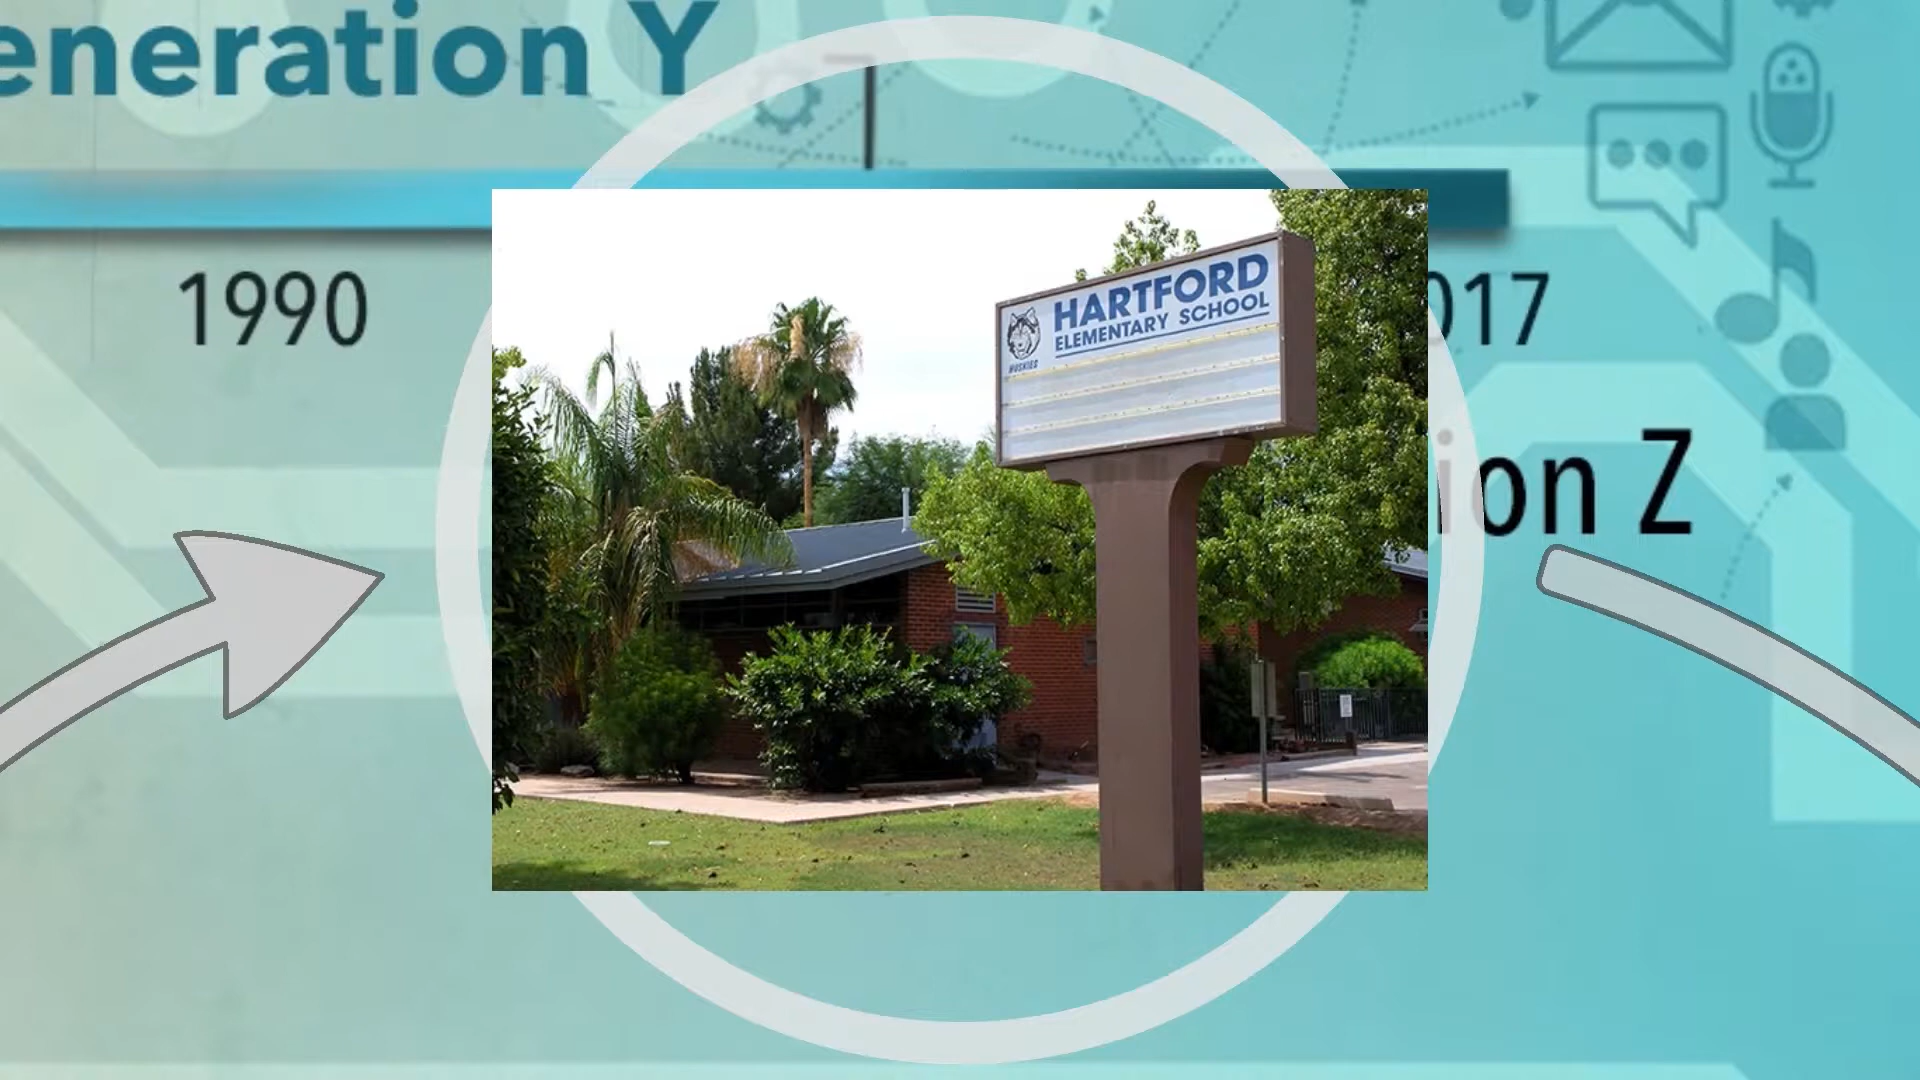 eneration Y
1990
017
ion Z
HARTFORD
ELEMENTARY SCHOOL
HUSKIES